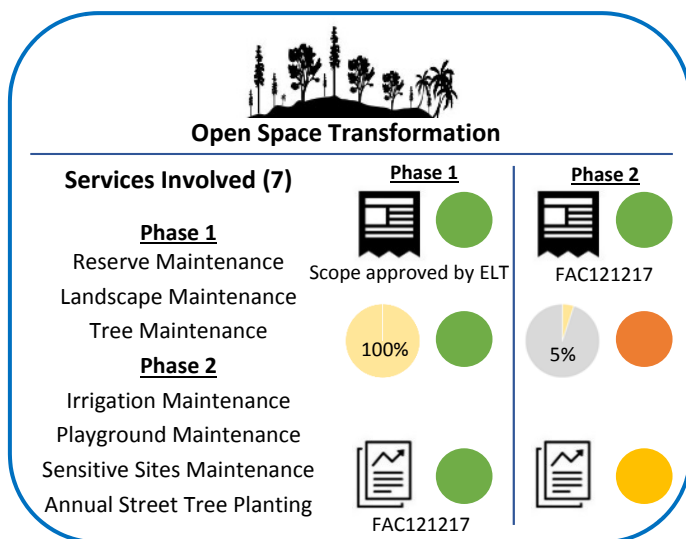 Open Space Transformation
Services Involved (7)
Phase 1
Reserve Maintenance
Landscape Maintenance
Tree Maintenance
Phase 2
Irrigation Maintenance
Playground Maintenance
Sensitive Sites Maintenance
Annual Street Tree Planting
Phase 1
Scope approved by ELT
100%
FAC121217
Phase 2
FAC121217
5%